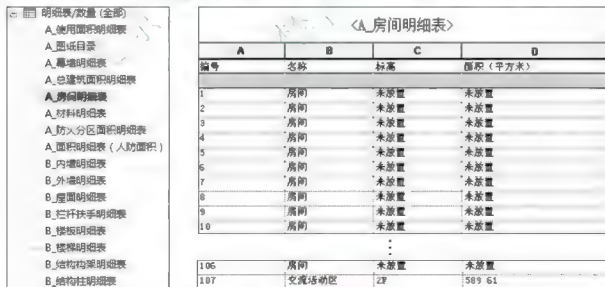 明细表/数量 (全部)
A_使用面积明细表
A_图纸目录
A_幕墙明细表
A_总建筑面积明细表
A_房间明细表
A_材料明细表
A_防火分区面积明细表
A_面积明细表（人防面积）
B_内墙明细表
B_外墙明细表
B_屋面明细表
B_栏杆扶手明细表
B_楼板明细表
B_楼梯明细表
B_结构构架明细表
B_结构柱明细表
<A_房间明细表>
A B C D
编号 名称 标高 面积（平方米）
1 房间 未放置 未放置
2 房间 未放置 未放置
3 房间 未放置 未放置
4 房间 未放置 未放置
5 房间 未放置 未放置
6 房间 未放置 未放置
7 房间 未放置 未放置
8 房间 未放置 未放置
9 房间 未放置 未放置
10 房间 未放置 未放置
⋮
106 房间 未放置 未放置
107 交流活动区 2F 589 61